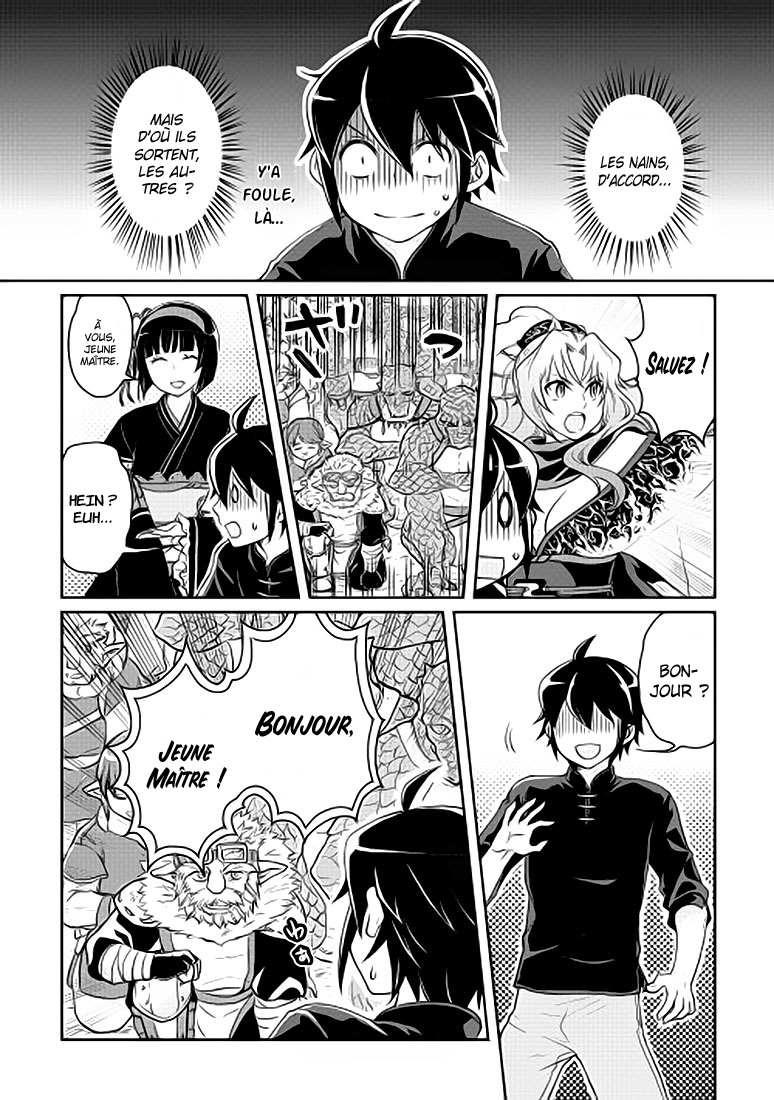 LES NAINS,
D'ACCORD...
MAIS
D'OÙ ILS
SORTENT,
LES AU-
TRES ?
Y'A
FOULE,
LÀ...
SALUEZ !
À
VOUS,
JEUNE
MAÎTRE.
HEIN ?
EUH...
BON-
JOUR ?
BONJOUR,
JEUNE
MAÎTRE !